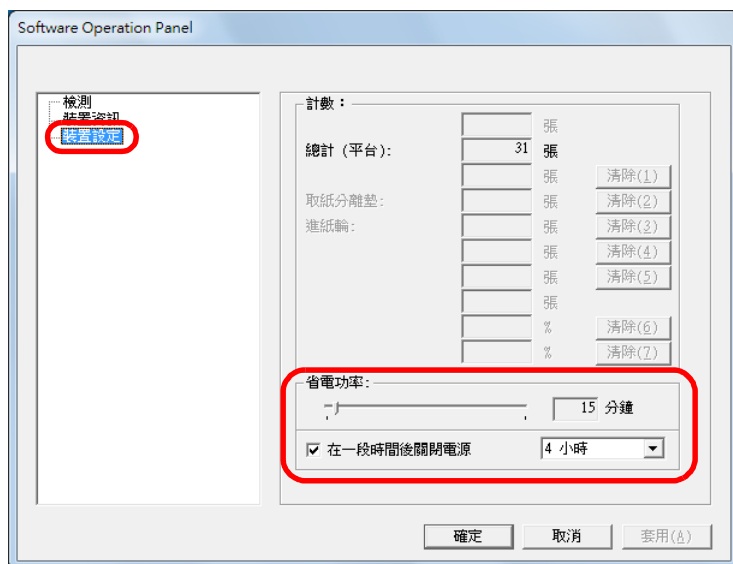 Software Operation Panel
檢測
裝置資訊
裝置設定
計數：
張
總計 (平台): 31 張
張 清除(1)
取紙分離墊: 張 清除(2)
進紙輪: 張 清除(3)
張 清除(4)
張 清除(5)
張
% 清除(6)
% 清除(7)
省電功率:
15 分鐘
在一段時間後關閉電源 4 小時
確定 取消 套用(A)